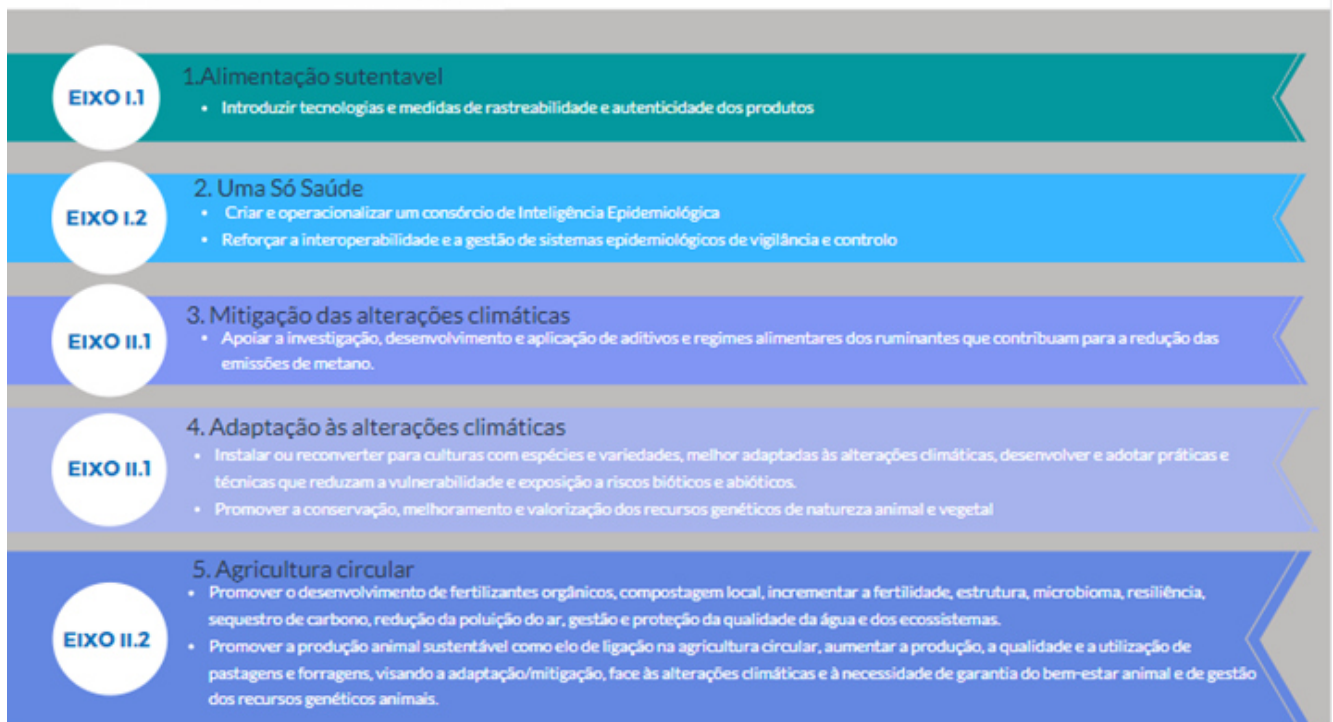 EIXO I.1
1.Alimentação sutentavel
• Introduzir tecnologias e medidas de rastreabilidade e autenticidade dos produtos
EIXO I.2
2. Uma Só Saúde
• Criar e operacionalizar um consórcio de Inteligência Epidemiológica
• Reforçar a interoperabilidade e a gestão de sistemas epidemiológicos de vigilância e controlo
EIXO II.1
3. Mitigação das alterações climáticas
• Apoiar a investigação, desenvolvimento e aplicação de aditivos e regimes alimentares dos ruminantes que contribuam para a redução das
emissões de metano.
EIXO II.1
4. Adaptação às alterações climáticas
• Instalar ou reconverter para culturas com espécies e variedades, melhor adaptadas às alterações climáticas, desenvolver e adotar práticas e
técnicas que reduzam a vulnerabilidade e exposição a riscos bióticos e abióticos.
• Promover a conservação, melhoramento e valorização dos recursos genéticos de natureza animal e vegetal
EIXO II.2
5. Agricultura circular
• Promover o desenvolvimento de fertilizantes orgânicos, compostagem local, incrementar a fertilidade, estrutura, microbioma, resiliência,
sequestro de carbono, redução da poluição do ar, gestão e proteção da qualidade da água e dos ecossistemas.
• Promover a produção animal sustentável como elo de ligação na agricultura circular, aumentar a produção, a qualidade e a utilização de
pastagens e forragens, visando a adaptação/mitigação, face às alterações climáticas e à necessidade de garantia do bem-estar animal e de gestão
dos recursos genéticos animais.